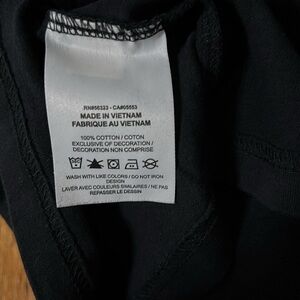 RN#56323 - CA#05553
MADE IN VIETNAM
FABRIQUE AU VIETNAM
100% COTTON / COTON
EXCLUSIVE OF DECORATION /
DECORATION NON COMPRISE
WASH WITH LIKE COLORS / DO NOT IRON
DESIGN
LAVER AVEC COULEURS SIMILAIRES / NE PAS
REPASSER LE DESSIN